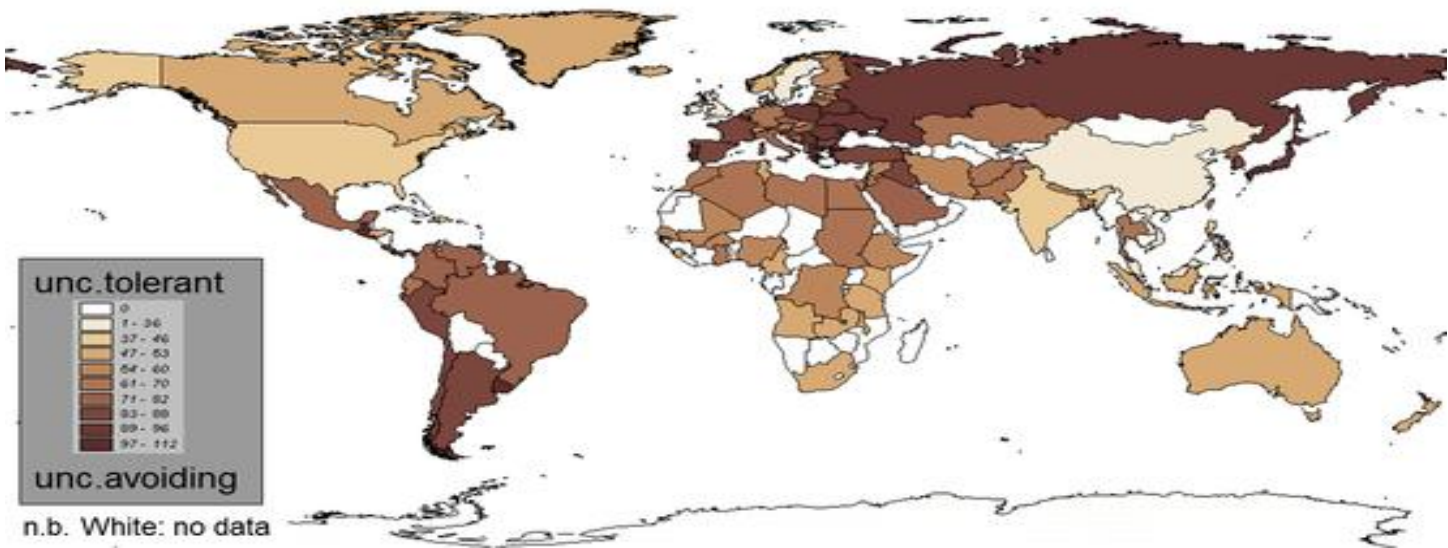 unc.tolerant
0
1 - 36
37 - 46
47 - 53
54 - 60
61 - 70
71 - 82
83 - 88
89 - 96
97 - 112
unc.avoiding
n.b. White: no data